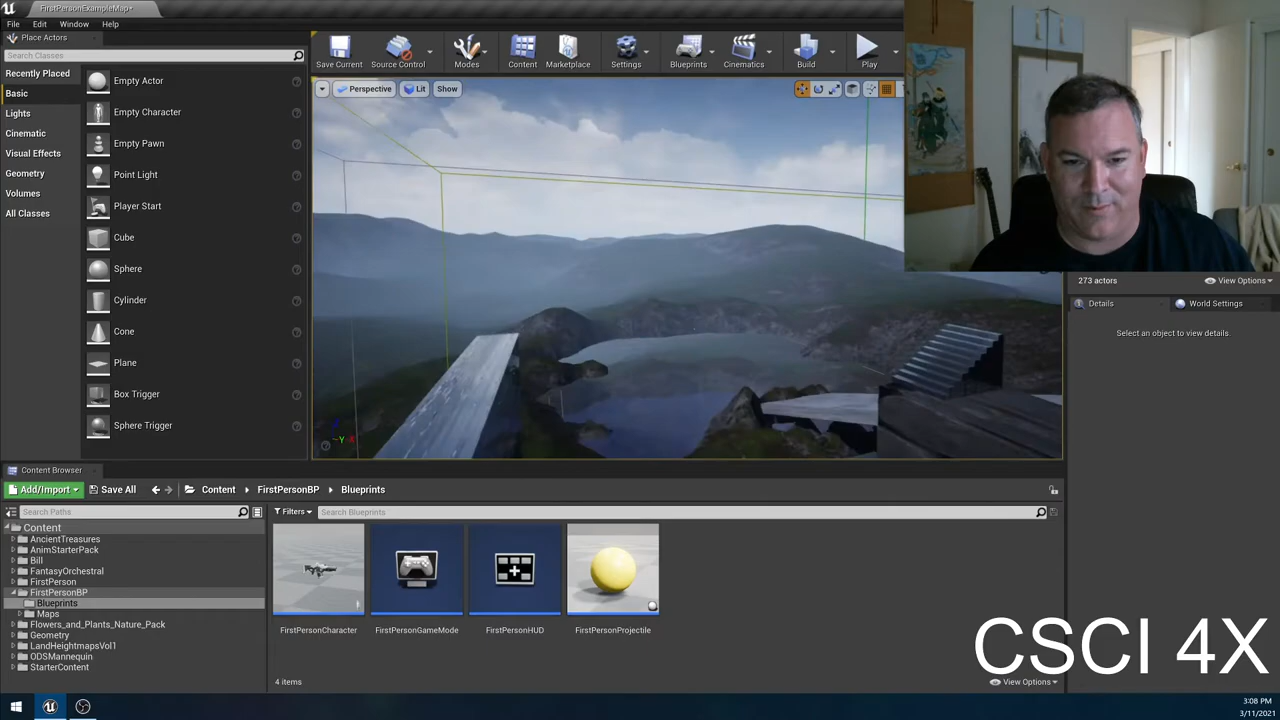 FirstPersonExampleMap*
File Edit Window Help
Place Actors
Search Classes
Recently Placed
Basic
Lights
Cinematic
Visual Effects
Geometry
Volumes
All Classes
Empty Actor
Empty Character
Empty Pawn
Point Light
Player Start
Cube
Sphere
Cylinder
Cone
Plane
Box Trigger
Sphere Trigger
Save Current
Source Control
Modes
Content
Marketplace
Settings
Blueprints
Cinematics
Build
Play
Perspective
Lit
Show
Y X
273 actors
View Options
Details
World Settings
Select an object to view details.
Content Browser
Add/Import
Save All
Content
FirstPersonBP
Blueprints
Search Paths
Filters
Search Blueprints
Content
AncientTreasures
AnimStarterPack
Bill
FantasyOrchestral
FirstPerson
FirstPersonBP
Blueprints
Maps
Flowers_and_Plants_Nature_Pack
Geometry
LandHeightmapsVol1
ODSMannequin
StarterContent
FirstPersonCharacter
FirstPersonGameMode
FirstPersonHUD
FirstPersonProjectile
4 items
View Options
CSCI 4X
3:08 PM
3/11/2021